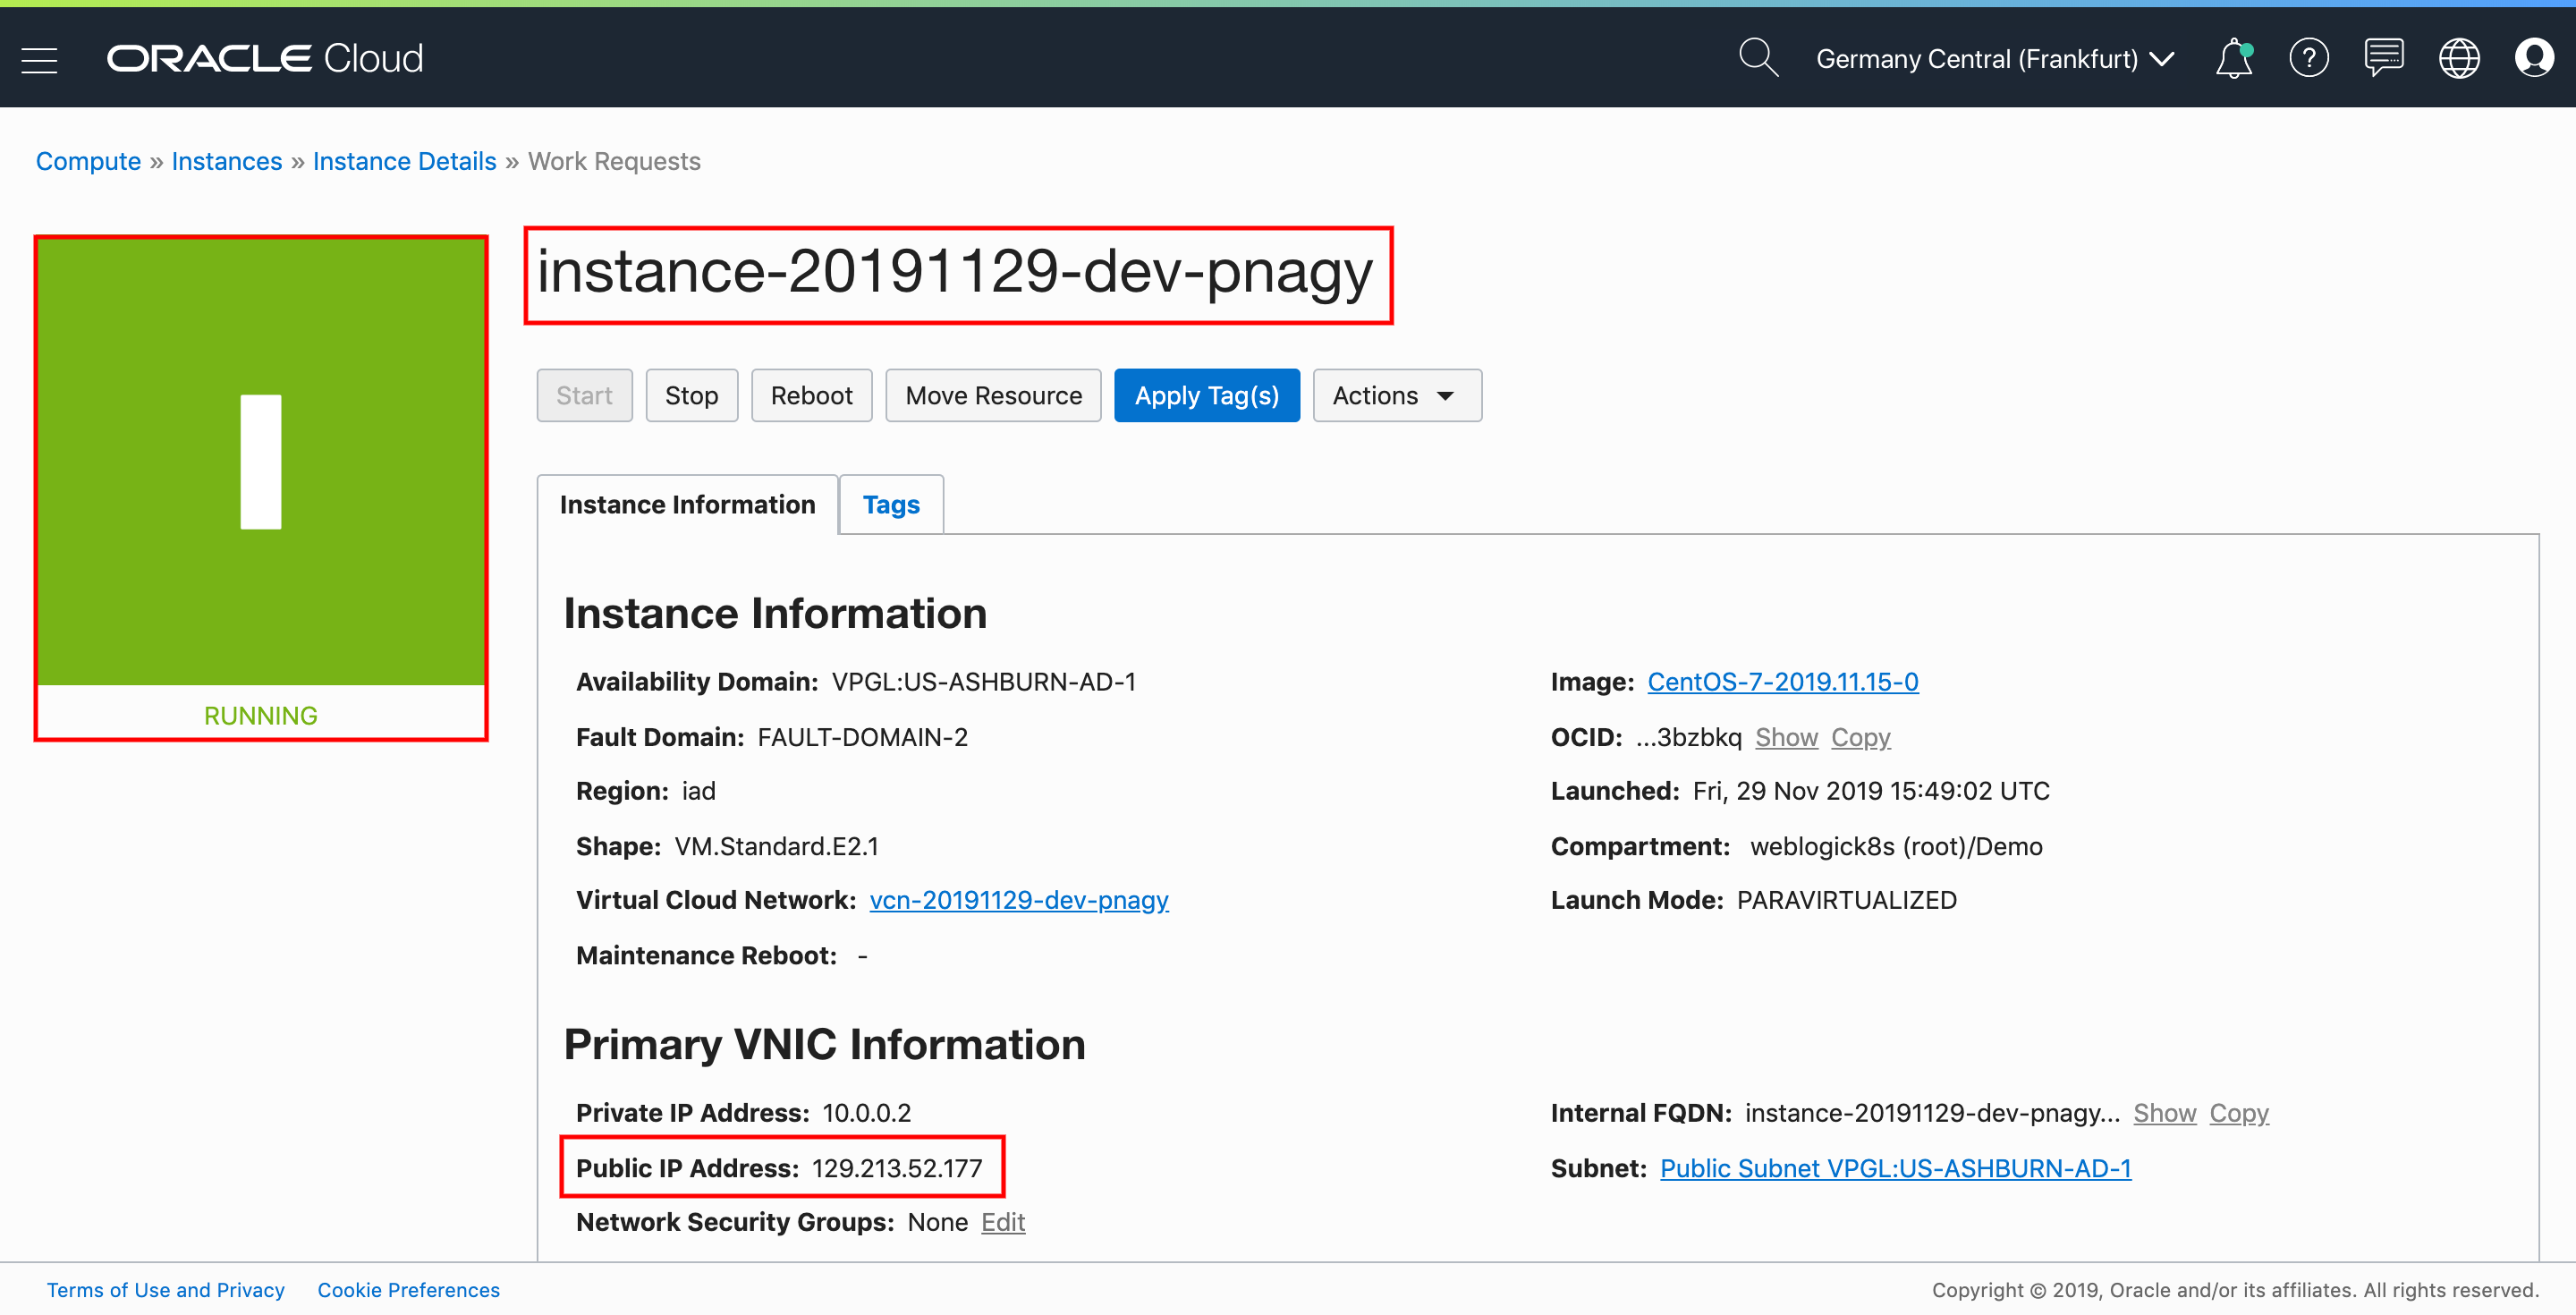 ORACLE Cloud
Germany Central (Frankfurt)
Compute » Instances » Instance Details » Work Requests
I
RUNNING
instance-20191129-dev-pnagy
Start Stop Reboot Move Resource Apply Tag(s) Actions
Instance Information Tags
Instance Information
Availability Domain: VPGL:US-ASHBURN-AD-1
Fault Domain: FAULT-DOMAIN-2
Region: iad
Shape: VM.Standard.E2.1
Virtual Cloud Network: vcn-20191129-dev-pnagy
Maintenance Reboot: -
Image: CentOS-7-2019.11.15-0
OCID: ...3bzbkq Show Copy
Launched: Fri, 29 Nov 2019 15:49:02 UTC
Compartment: weblogick8s (root)/Demo
Launch Mode: PARAVIRTUALIZED
Primary VNIC Information
Private IP Address: 10.0.0.2
Public IP Address: 129.213.52.177
Network Security Groups: None Edit
Internal FQDN: instance-20191129-dev-pnagy... Show Copy
Subnet: Public Subnet VPGL:US-ASHBURN-AD-1
Terms of Use and Privacy Cookie Preferences
Copyright © 2019, Oracle and/or its affiliates. All rights reserved.